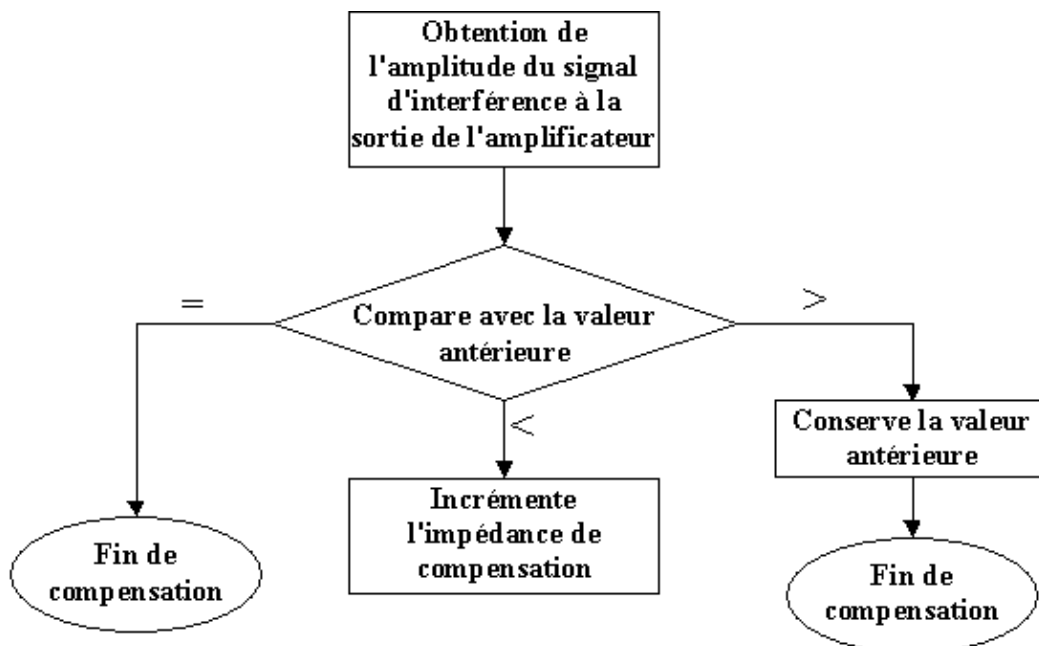 Obtention de
l'amplitude du signal
d'interférence à la
sortie de l'amplificateur
=
>
Compare avec la valeur
antérieure
<
Conserve la valeur
antérieure
Incrémente
l'impédance de
compensation
Fin de
compensation
Fin de
compensation